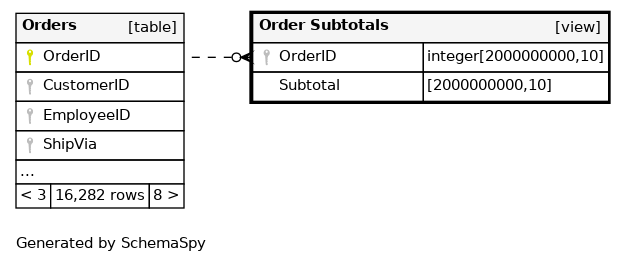 Orders [table]
OrderID
CustomerID
EmployeeID
ShipVia
...
< 3 16,282 rows 8 >
Order Subtotals [view]
OrderID integer[2000000000,10]
Subtotal [2000000000,10]
Generated by SchemaSpy